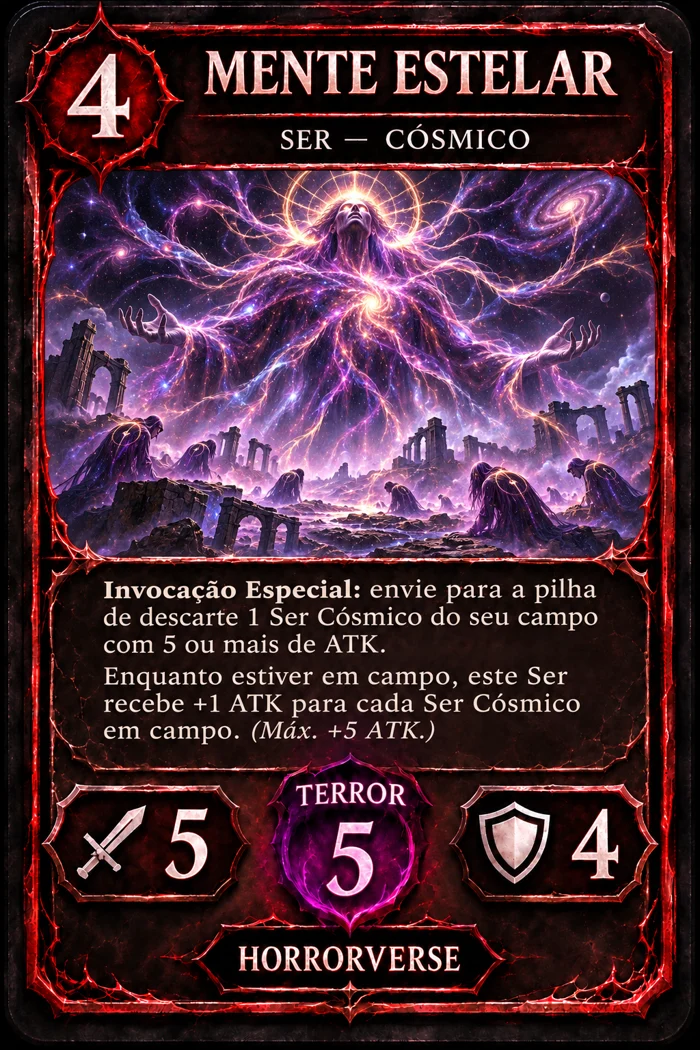 4
MENTE ESTELAR
SER — CÓSMICO
Invocação Especial: envie para a pilha
de descarte 1 Ser Cósmico do seu campo
com 5 ou mais de ATK.
Enquanto estiver em campo, este Ser
recebe +1 ATK para cada Ser Cósmico
em campo. (Máx. +5 ATK.)
5
TERROR
5
4
HORRORVERSE